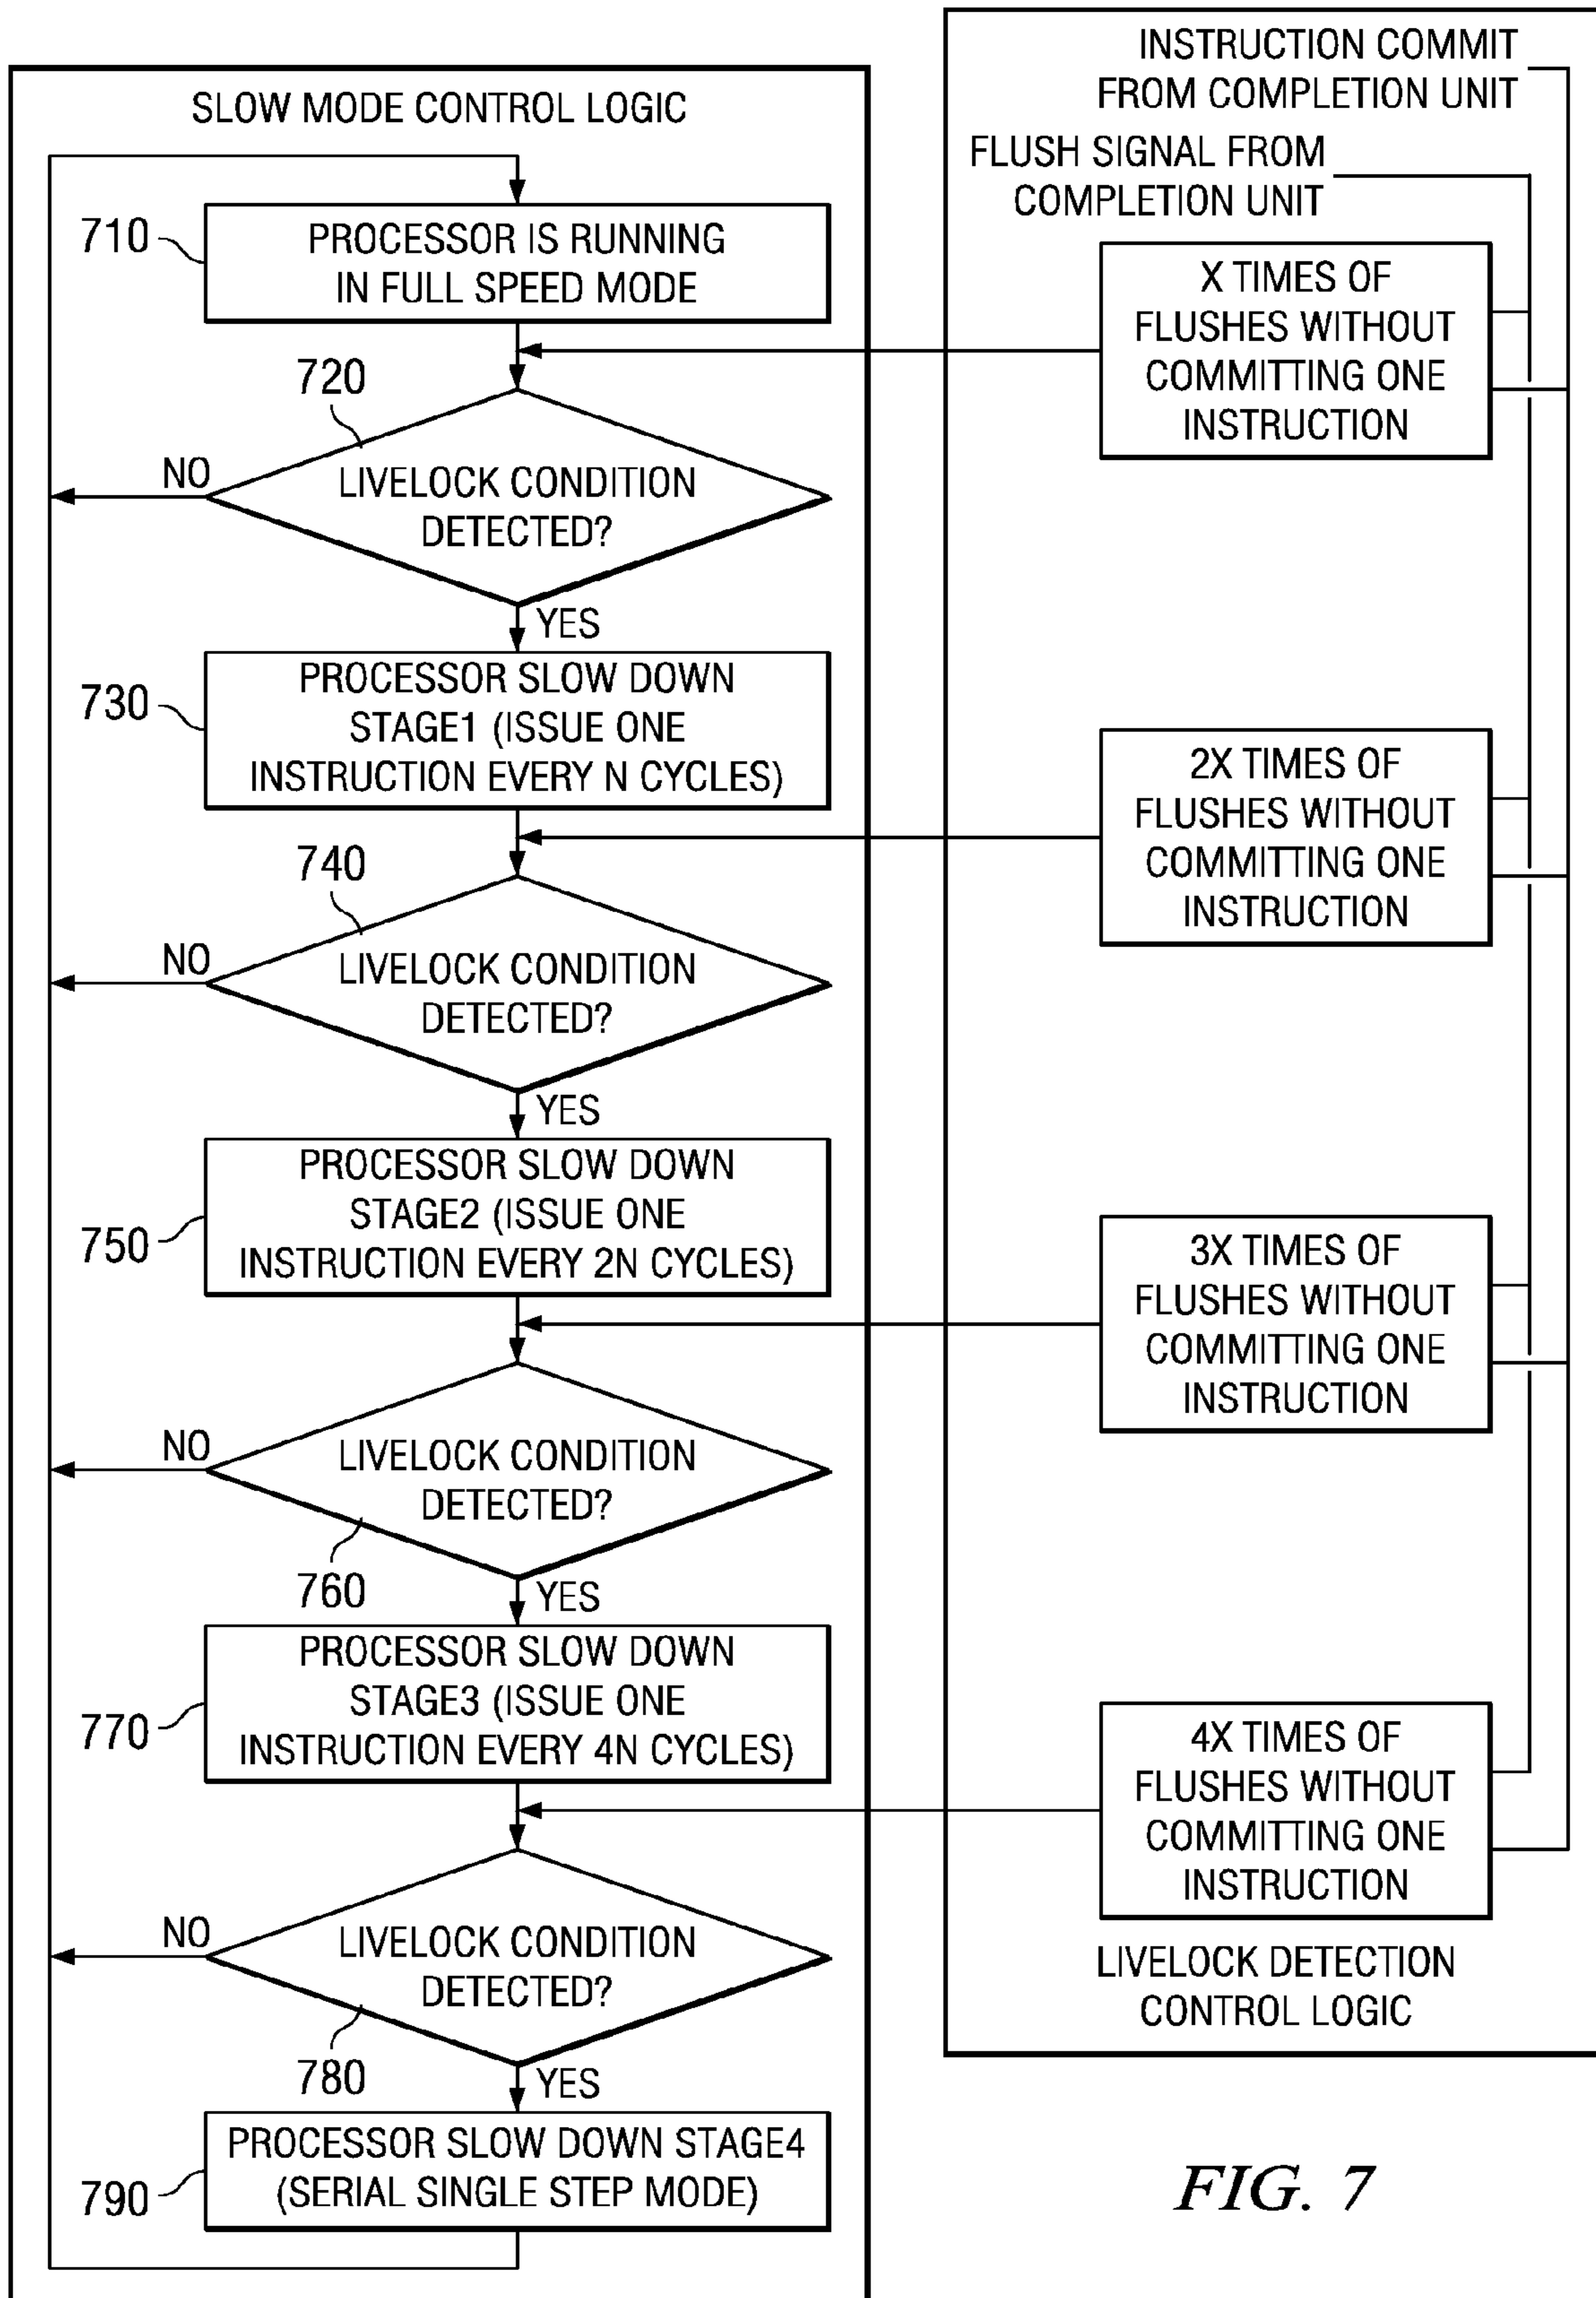 SLOW MODE CONTROL LOGIC
710
PROCESSOR IS RUNNING
IN FULL SPEED MODE
720
LIVELOCK CONDITION
DETECTED?
NO
YES
730
PROCESSOR SLOW DOWN
STAGE1 (ISSUE ONE
INSTRUCTION EVERY N CYCLES)
740
LIVELOCK CONDITION
DETECTED?
NO
YES
750
PROCESSOR SLOW DOWN
STAGE2 (ISSUE ONE
INSTRUCTION EVERY 2N CYCLES)
LIVELOCK CONDITION
DETECTED?
NO
760
YES
770
PROCESSOR SLOW DOWN
STAGE3 (ISSUE ONE
INSTRUCTION EVERY 4N CYCLES)
LIVELOCK CONDITION
DETECTED?
NO
780
YES
790
PROCESSOR SLOW DOWN STAGE4
(SERIAL SINGLE STEP MODE)
INSTRUCTION COMMIT
FROM COMPLETION UNIT
FLUSH SIGNAL FROM
COMPLETION UNIT
X TIMES OF
FLUSHES WITHOUT
COMMITTING ONE
INSTRUCTION
2X TIMES OF
FLUSHES WITHOUT
COMMITTING ONE
INSTRUCTION
3X TIMES OF
FLUSHES WITHOUT
COMMITTING ONE
INSTRUCTION
4X TIMES OF
FLUSHES WITHOUT
COMMITTING ONE
INSTRUCTION
LIVELOCK DETECTION
CONTROL LOGIC
FIG. 7